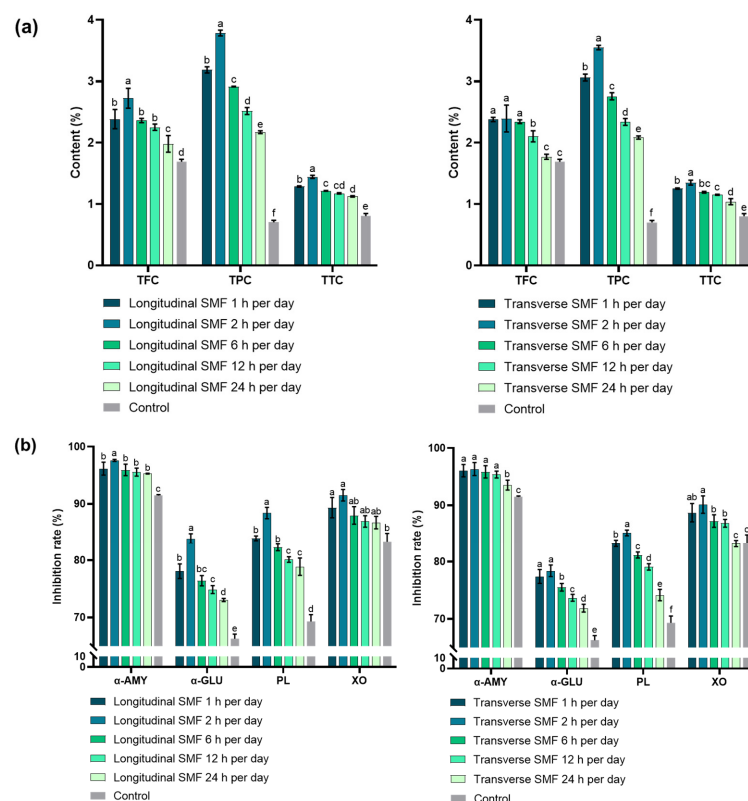 (a)
4
3
2
1
0
Content (%)
b a b b c d
b a c d e f
b a c cd d e
TFC TPC TTC
Longitudinal SMF 1 h per day
Longitudinal SMF 2 h per day
Longitudinal SMF 6 h per day
Longitudinal SMF 12 h per day
Longitudinal SMF 24 h per day
Control
4
3
2
1
0
Content (%)
a a a b c c
b a c d e f
b a bc c d e
TFC TPC TTC
Transverse SMF 1 h per day
Transverse SMF 2 h per day
Transverse SMF 6 h per day
Transverse SMF 12 h per day
Transverse SMF 24 h per day
Control
(b)
100
90
80
70
10
0
Inhibition rate (%)
b a b b b c
b a bc c d e
b a b c c d
a a ab ab ab b
α-AMY α-GLU PL XO
Longitudinal SMF 1 h per day
Longitudinal SMF 2 h per day
Longitudinal SMF 6 h per day
Longitudinal SMF 12 h per day
Longitudinal SMF 24 h per day
Control
100
90
80
70
10
0
Inhibition rate (%)
a a a a b c
a a b c d e
b a c d e f
ab a b b c c
α-AMY α-GLU PL XO
Transverse SMF 1 h per day
Transverse SMF 2 h per day
Transverse SMF 6 h per day
Transverse SMF 12 h per day
Transverse SMF 24 h per day
Control